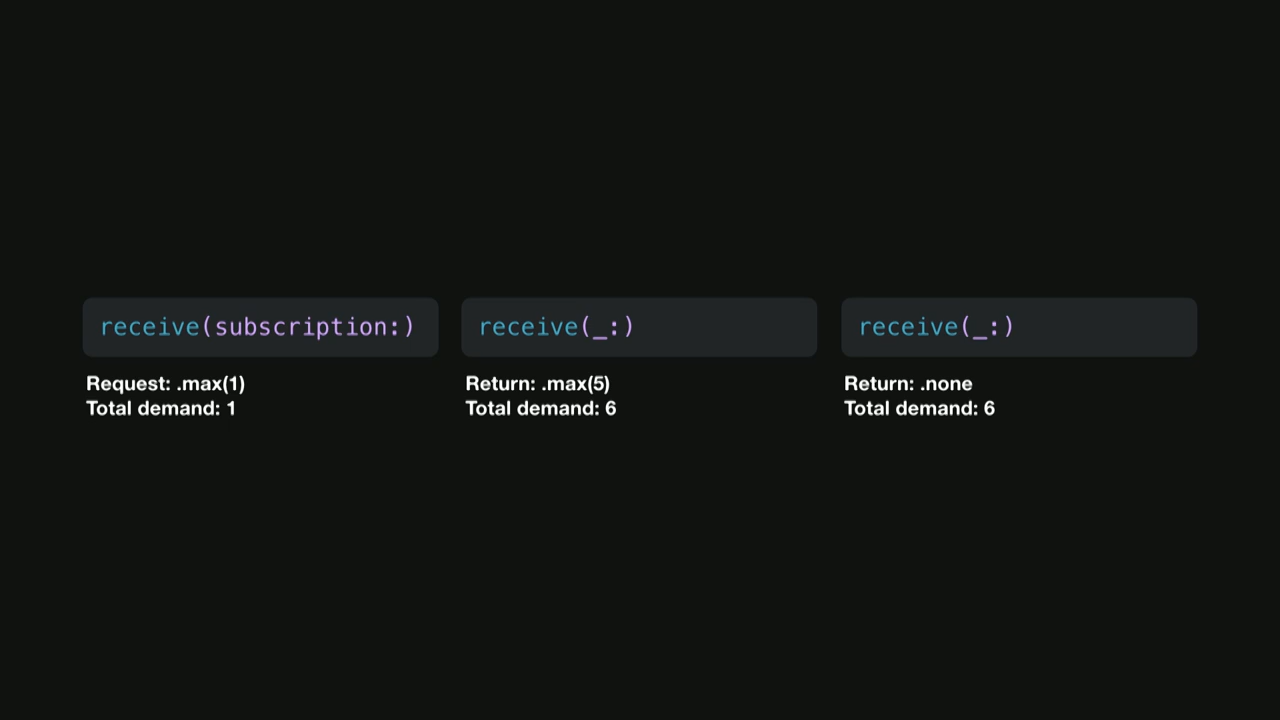 receive(subscription:)
Request: .max(1)
Total demand: 1
receive(_:)
Return: .max(5)
Total demand: 6
receive(_:)
Return: .none
Total demand: 6